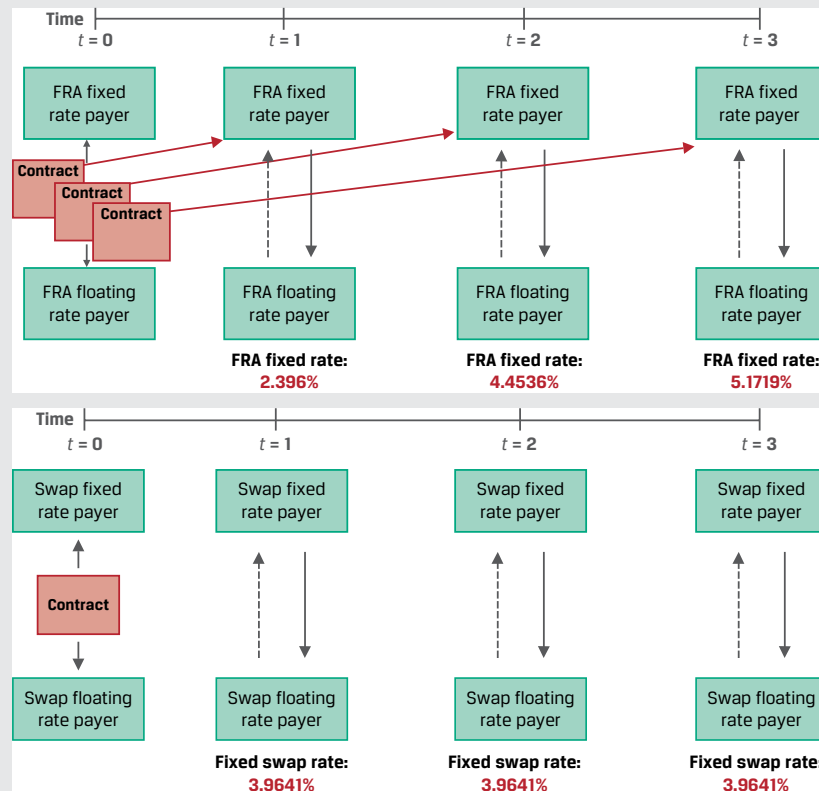 Time
t = 0 t = 1 t = 2 t = 3
FRA fixed
rate payer
FRA fixed
rate payer
FRA fixed
rate payer
FRA fixed
rate payer
Contract
Contract
Contract
FRA floating
rate payer
FRA floating
rate payer
FRA floating
rate payer
FRA floating
rate payer
FRA fixed rate:
2.396%
FRA fixed rate:
4.4536%
FRA fixed rate:
5.1719%
Time
t = 0 t = 1 t = 2 t = 3
Swap fixed
rate payer
Swap fixed
rate payer
Swap fixed
rate payer
Swap fixed
rate payer
Contract
Swap floating
rate payer
Swap floating
rate payer
Swap floating
rate payer
Swap floating
rate payer
Fixed swap rate:
3.9641%
Fixed swap rate:
3.9641%
Fixed swap rate:
3.9641%